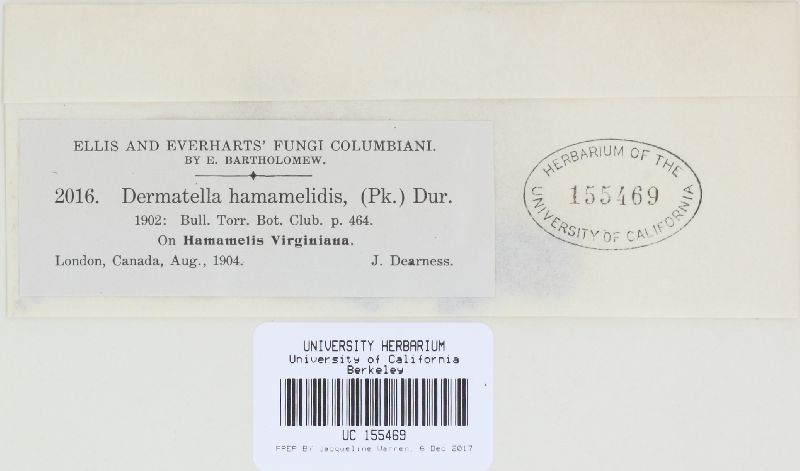 ELLIS AND EVERHARTS' FUNGI COLUMBIANI.
BY E. BARTHOLOMEW.
2016. Dermatella hamamelidis, (Pk.) Dur.
1902: Bull. Torr. Bot. Club. p. 464.
On Hamamelis Virginiana.
London, Canada, Aug., 1904. J. Dearness.
HERBARIUM OF THE
155469
UNIVERSITY OF CALIFORNIA
UNIVERSITY HERBARIUM
University of California
Berkeley
UC 155469
PREP BY Jacqueline Warren, 6 Dec 2017